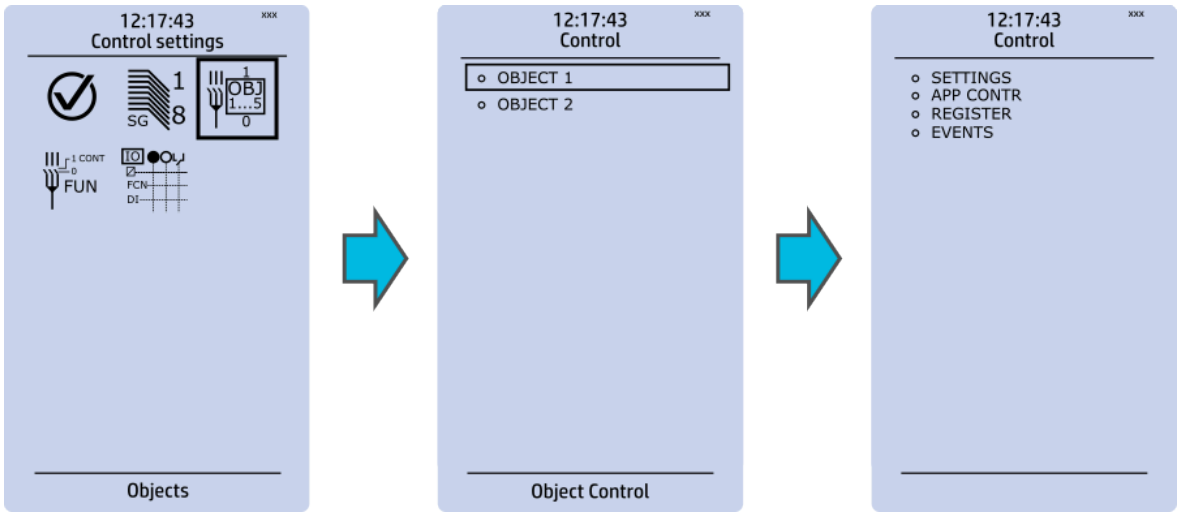 12:17:43 xxx
Control settings
1
SG 8
1
OBJ
1...5
0
1 CONT
0
FUN
IO
FCN
DI
Objects
12:17:43 xxx
Control
OBJECT 1
OBJECT 2
Object Control
12:17:43 xxx
Control
SETTINGS
APP CONTR
REGISTER
EVENTS